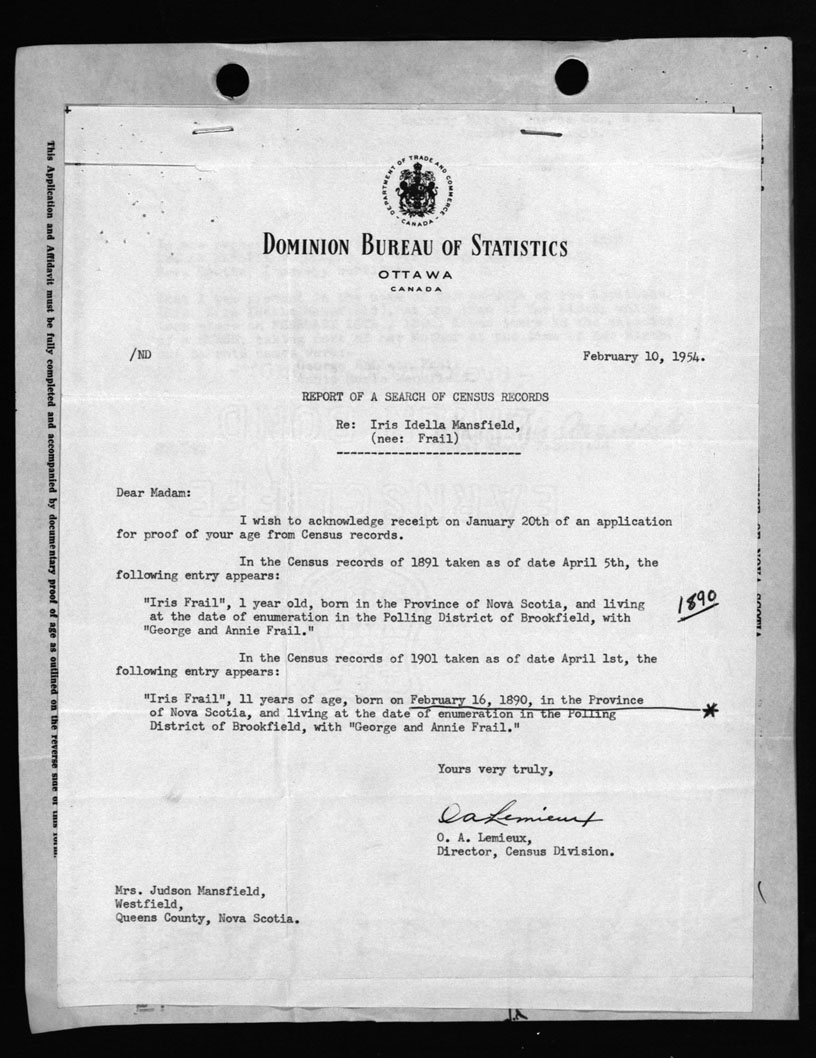 DEPARTMENT OF TRADE AND COMMERCE
CANADA
DOMINION BUREAU OF STATISTICS
OTTAWA
CANADA
/ND
February 10, 1954.
REPORT OF A SEARCH OF CENSUS RECORDS
Re: Iris Idella Mansfield,
(nee: Frail)
Dear Madam:
I wish to acknowledge receipt on January 20th of an application
for proof of your age from Census records.
In the Census records of 1891 taken as of date April 5th, the
following entry appears:
"Iris Frail", 1 year old, born in the Province of Nova Scotia, and living
at the date of enumeration in the Polling District of Brookfield, with
"George and Annie Frail."
1890
In the Census records of 1901 taken as of date April 1st, the
following entry appears:
"Iris Frail", 11 years of age, born on February 16, 1890, in the Province
of Nova Scotia, and living at the date of enumeration in the Polling
District of Brookfield, with "George and Annie Frail."
*
Yours very truly,
O A Lemieux
O. A. Lemieux,
Director, Census Division.
Mrs. Judson Mansfield,
Westfield,
Queens County, Nova Scotia.
This Application and Affidavit must be fully completed and accompanied by documentary proof of age as outlined on the reverse side of this form.